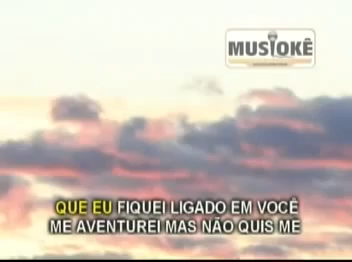 MUSIOKÊ
QUE EU FIQUEI LIGADO EM VOCÊ
ME AVENTUREI MAS NÃO QUIS ME